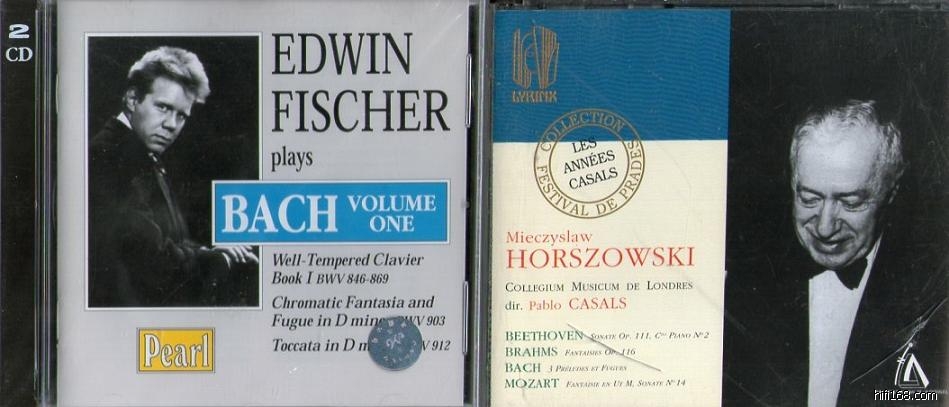 2
CD
EDWIN
FISCHER
plays
BACH VOLUME
ONE
Well-Tempered Clavier
Book I BWV 846-869
Chromatic Fantasia and
Fugue in D minor BWV 903
Toccata in D BWV 912
Pearl
LYRINX
COLLECTION
LES
ANNÉES
CASALS
FESTIVAL DE PRADES
Mieczyslaw
HORSZOWSKI
COLLEGIUM MUSICUM DE LONDRES
dir. Pablo CASALS
BEETHOVEN SONATE OP. 111, Cto PIANO No 2
BRAHMS FANTAISIES OP. 116
BACH 3 PRÉLUDES ET FUGUES
MOZART FANTAISIE EN UT M, SONATE No 14
hifi168.com